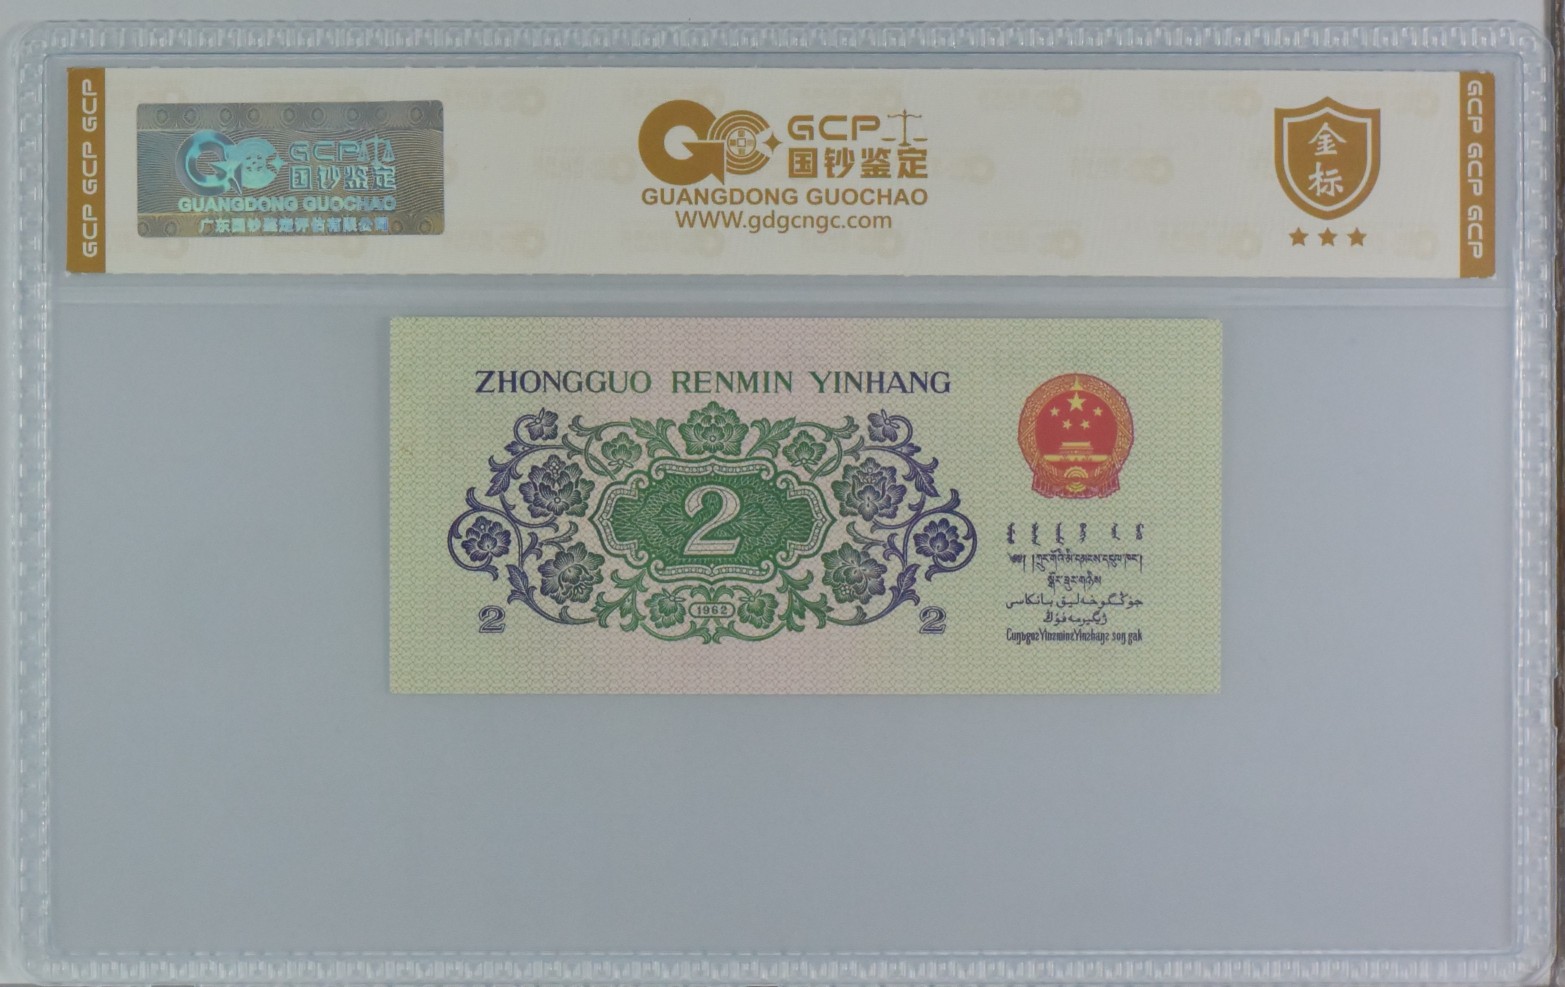 GCP GCP GCP
GCP
国钞鉴定
GUANGDONG GUOCHAO
广东国钞鉴定评估有限公司
GCP
国钞鉴定
GUANGDONG GUOCHAO
WWW.gdgcngc.com
金标
GCP GCP GCP
ZHONGGUO RENMIN YINHANG
2
1962
2
2
جۇڭگوخەلىق بانكاسى